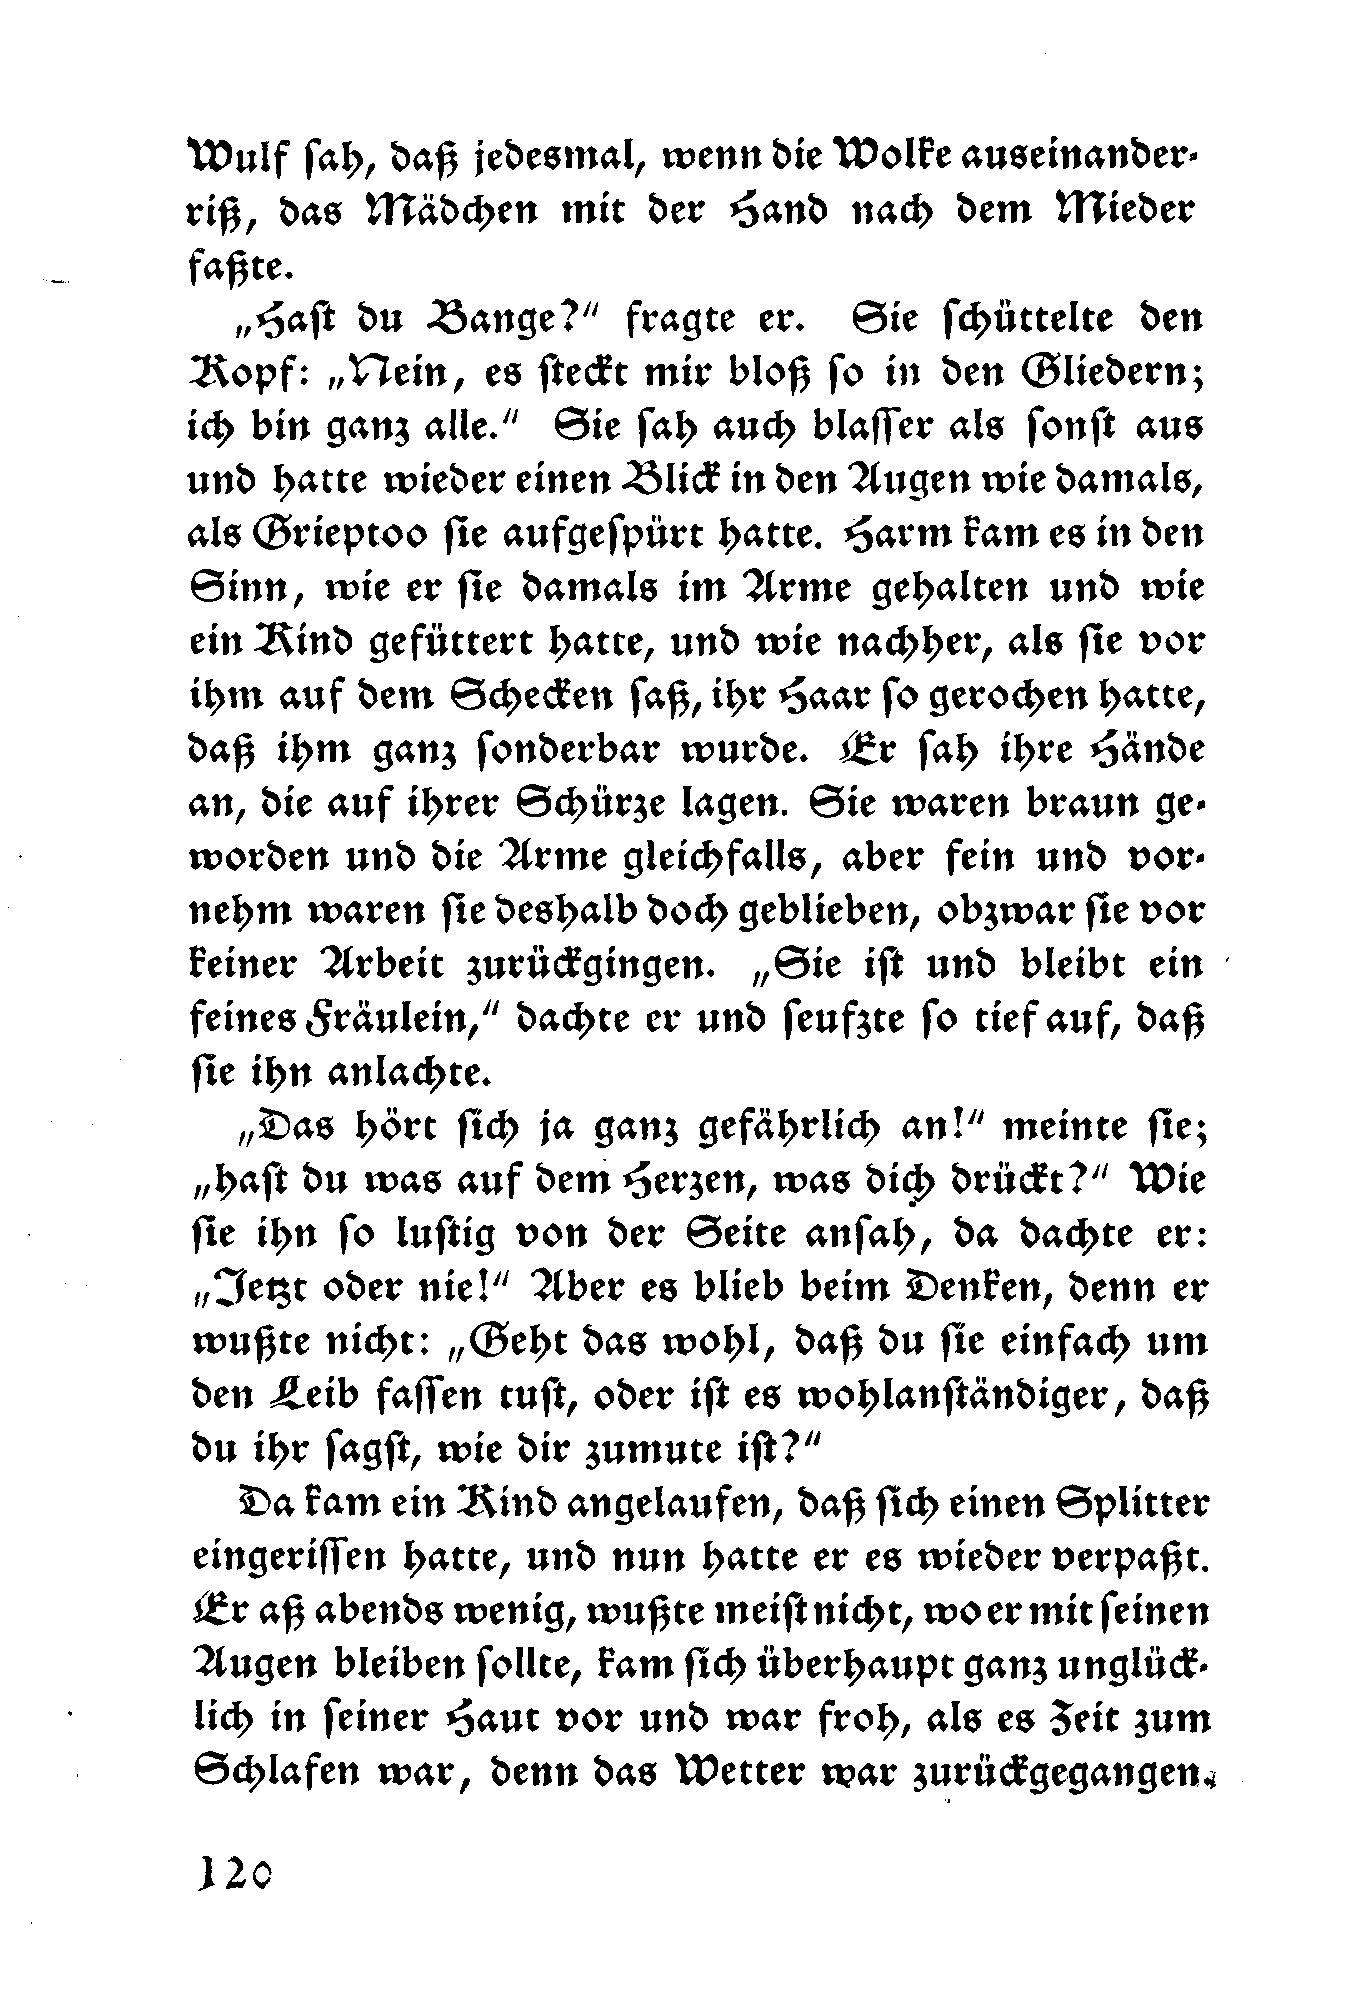 Wulf ſah, daß jedesmal, wenn die Wolke auseinander-
riß, das Mädchen mit der Hand nach dem Mieder
faßte.
„Haſt du Bange?“ fragte er. Sie ſchüttelte den
Kopf: „Nein, es ſteckt mir bloß ſo in den Gliedern;
ich bin ganz alle.“ Sie ſah auch blaſſer als ſonſt aus
und hatte wieder einen Blick in den Augen wie damals,
als Grieptoo ſie aufgeſpürt hatte. Harm kam es in den
Sinn, wie er ſie damals im Arme gehalten und wie
ein Kind gefüttert hatte, und wie nachher, als ſie vor
ihm auf dem Schecken ſaß, ihr Haar ſo gerochen hatte,
daß ihm ganz ſonderbar wurde. Er ſah ihre Hände
an, die auf ihrer Schürze lagen. Sie waren braun ge-
worden und die Arme gleichfalls, aber fein und vor-
nehm waren ſie deshalb doch geblieben, obzwar ſie vor
keiner Arbeit zurückgingen. „Sie iſt und bleibt ein
feines Fräulein,“ dachte er und ſeufzte ſo tief auf, daß
ſie ihn anlachte.
„Das hört ſich ja ganz gefährlich an!“ meinte ſie;
„haſt du was auf dem Herzen, was dich drückt?“ Wie
ſie ihn ſo luſtig von der Seite anſah, da dachte er:
„Jetzt oder nie!“ Aber es blieb beim Denken, denn er
wußte nicht: „Geht das wohl, daß du ſie einfach um
den Leib faſſen tuſt, oder iſt es wohlanſtändiger, daß
du ihr ſagſt, wie dir zumute iſt?“
Da kam ein Kind angelaufen, daß ſich einen Splitter
eingeriſſen hatte, und nun hatte er es wieder verpaßt.
Er aß abends wenig, wußte meiſt nicht, wo er mit ſeinen
Augen bleiben ſollte, kam ſich überhaupt ganz unglück-
lich in ſeiner Haut vor und war froh, als es Zeit zum
Schlafen war, denn das Wetter war zurückgegangen.
120